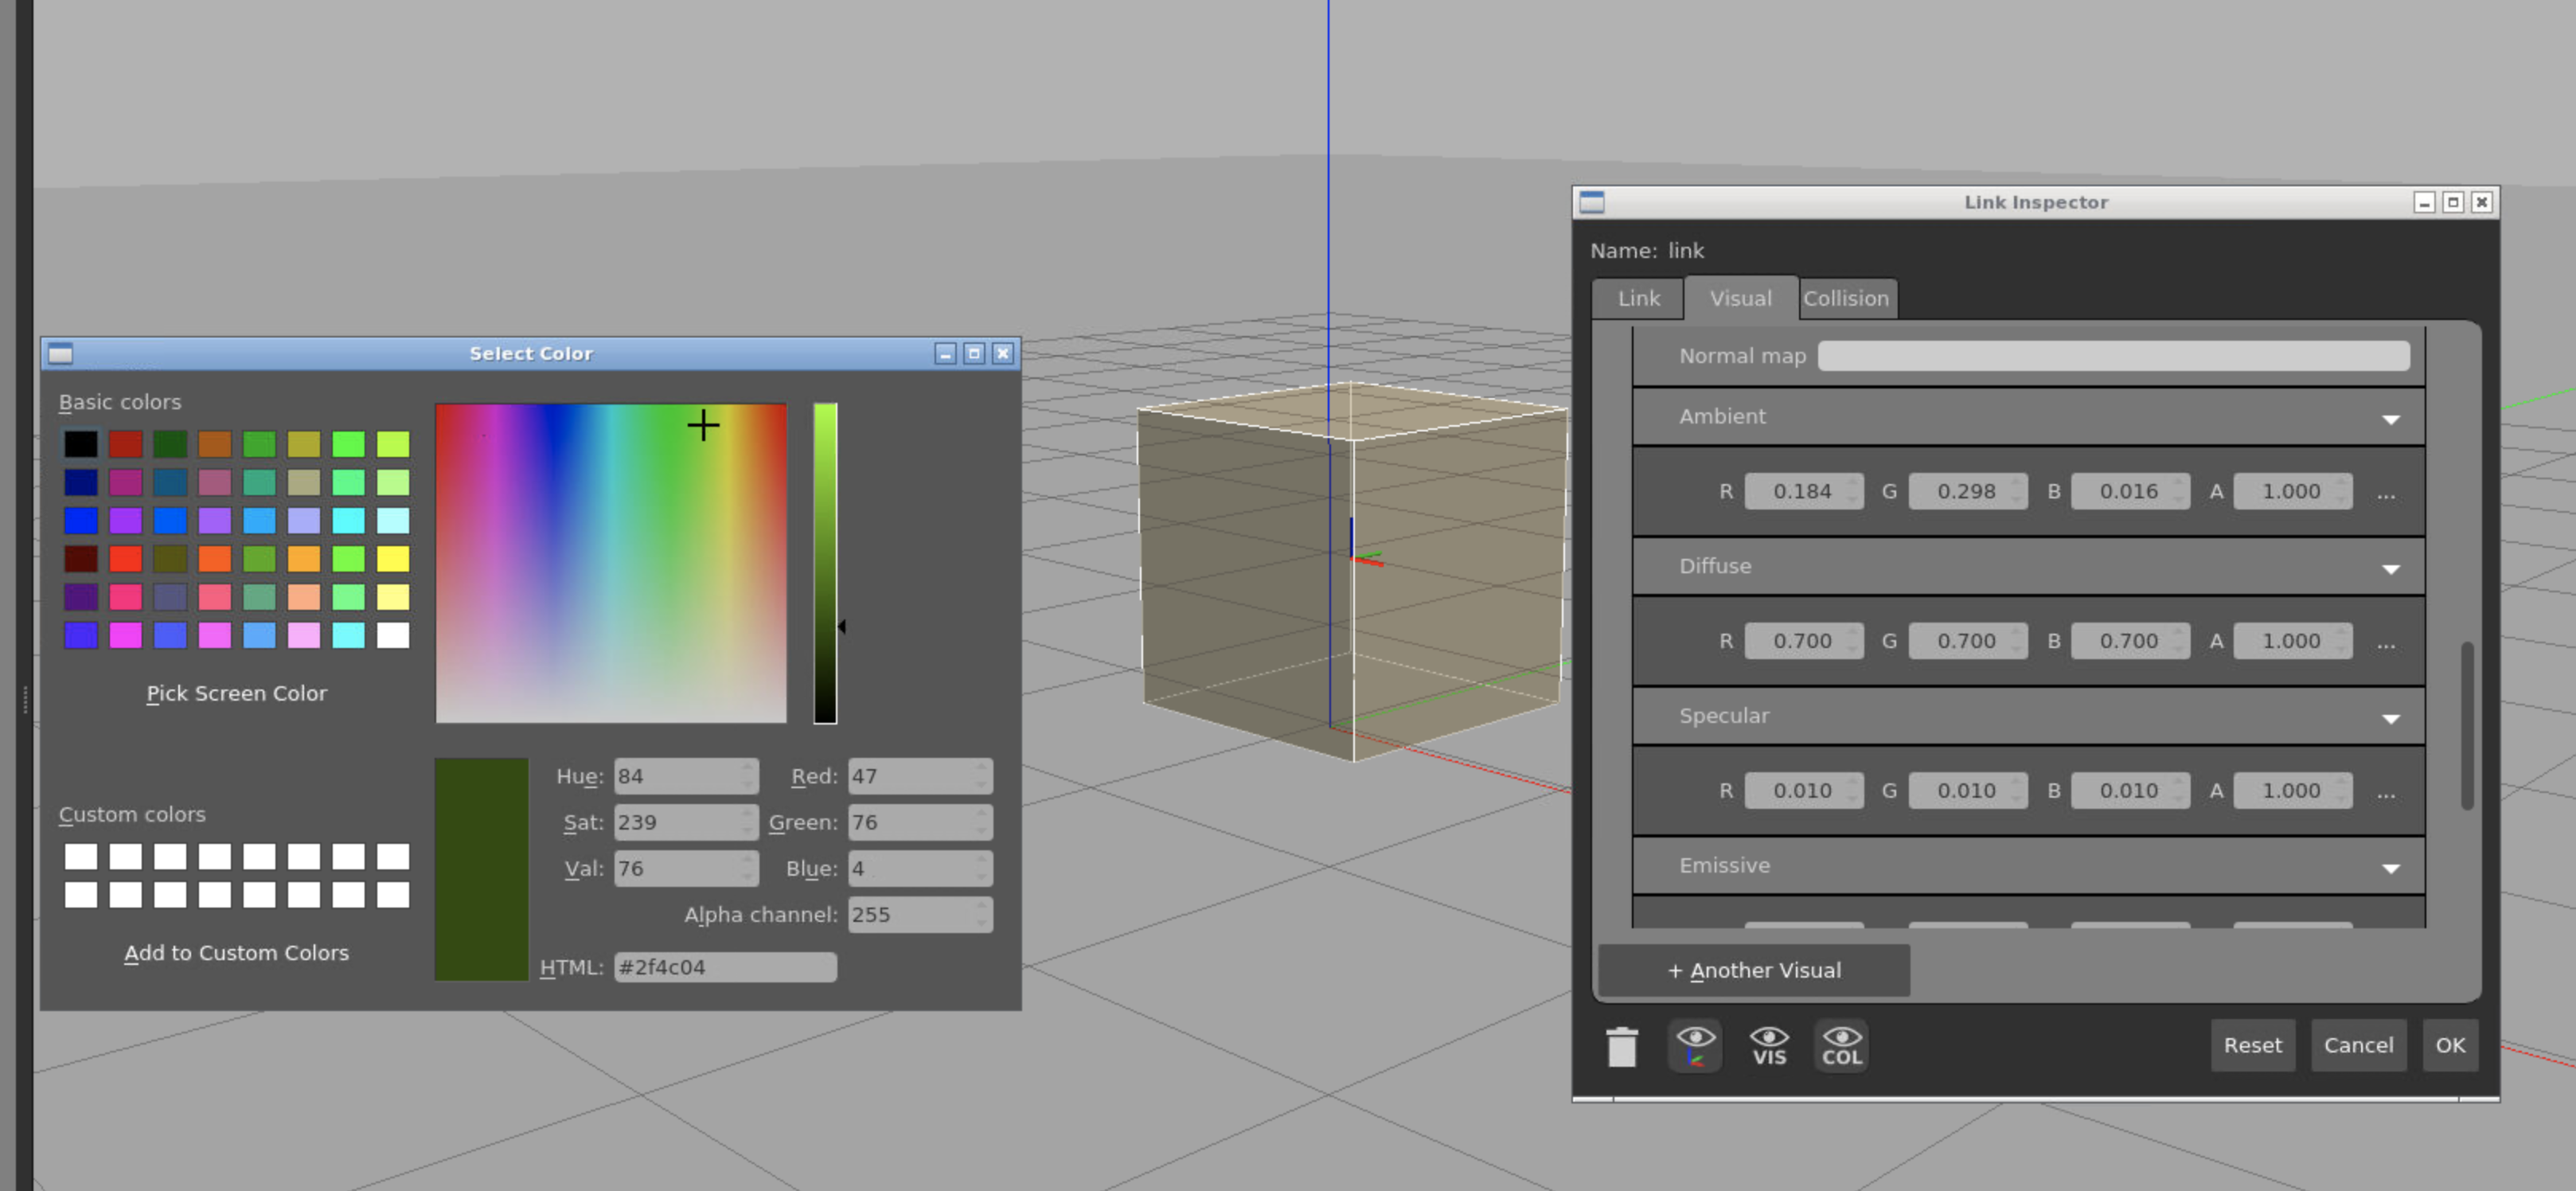 Select Color
Basic colors
Pick Screen Color
Custom colors
Add to Custom Colors
Hue: 84 Red: 47
Sat: 239 Green: 76
Val: 76 Blue: 4
Alpha channel: 255
HTML: #2f4c04
Link Inspector
Name: link
Link Visual Collision
Normal map
Ambient
R 0.184 G 0.298 B 0.016 A 1.000 ...
Diffuse
R 0.700 G 0.700 B 0.700 A 1.000 ...
Specular
R 0.010 G 0.010 B 0.010 A 1.000 ...
Emissive
+ Another Visual
VIS COL Reset Cancel OK